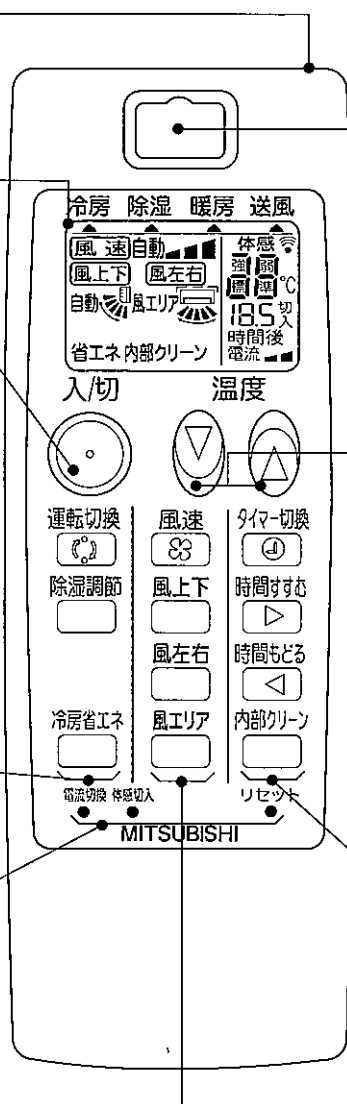 冷房 除湿 暖房 送風
風 速 自動 体感
強 弱
風上下 風左右 標 準 ℃
自動 風エリア 18.5 切
入
時間後
省エネ 内部クリーン 電流
入/切 温度
運転切換 風速 タイマー切換
除湿調節 風上下 時間すすむ
風左右 時間もどる
冷房省エネ 風エリア 内部クリーン
電流切換 体感切入 リセット
MITSUBISHI